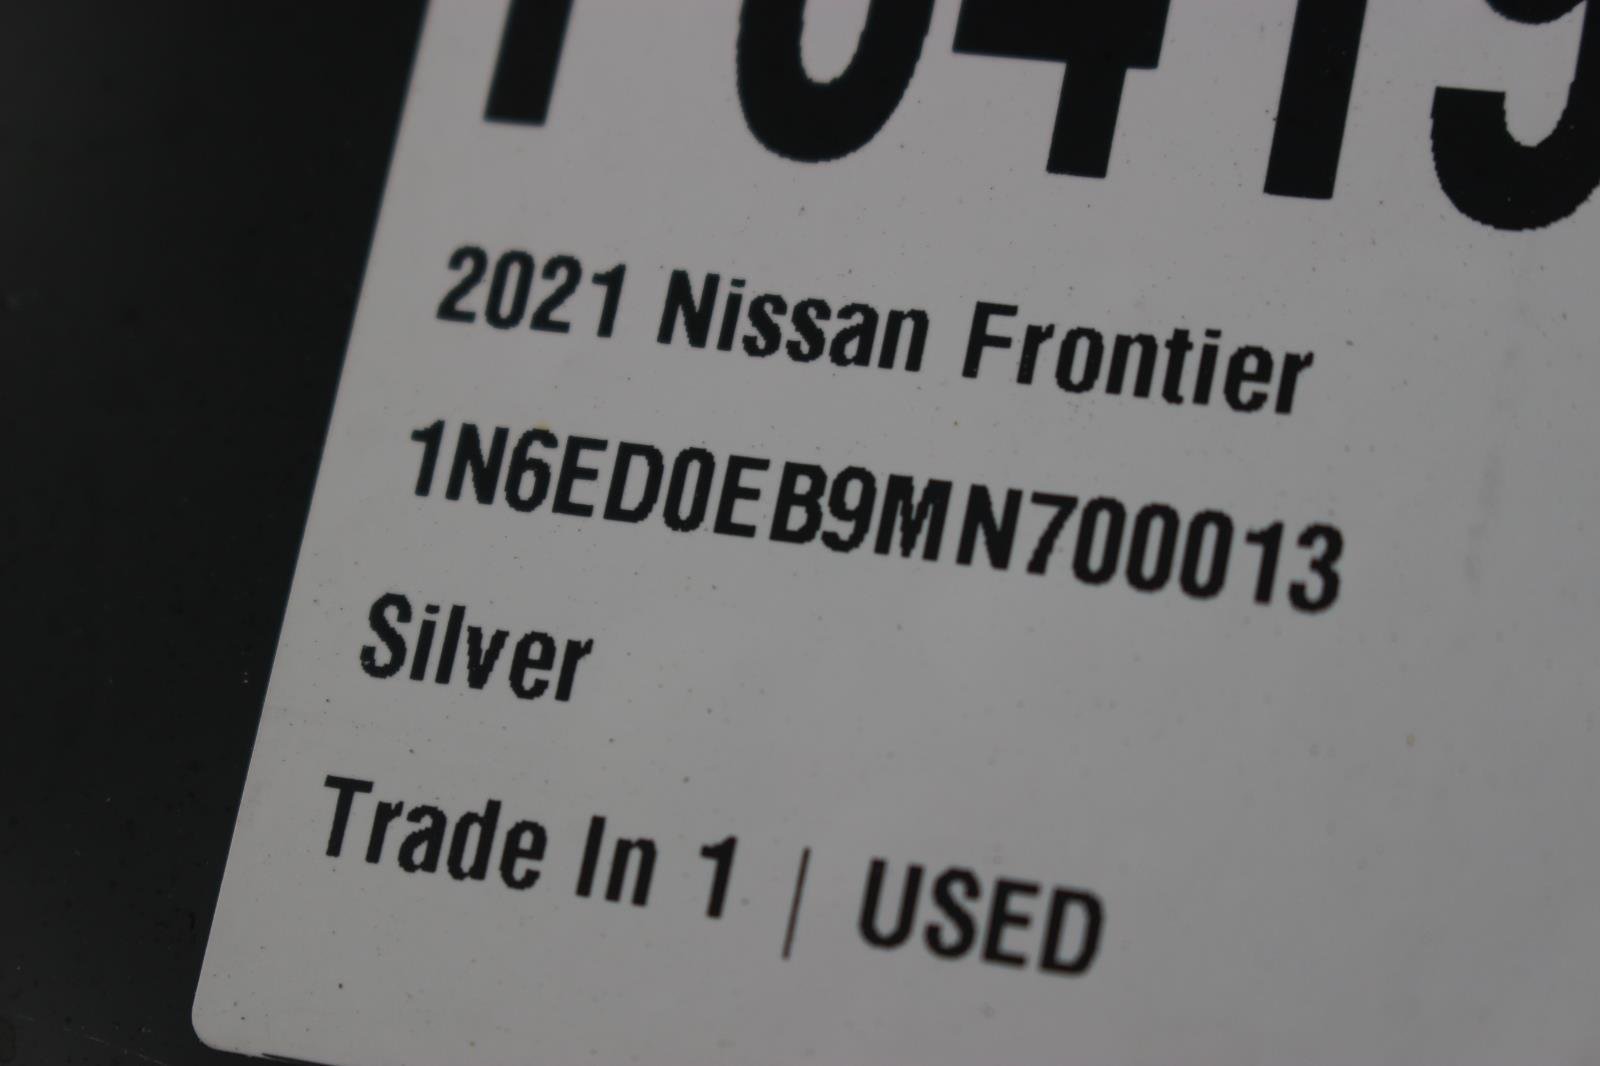 2021 Nissan Frontier
1N6ED0EB9MN700013
Silver
Trade In 1 | USED